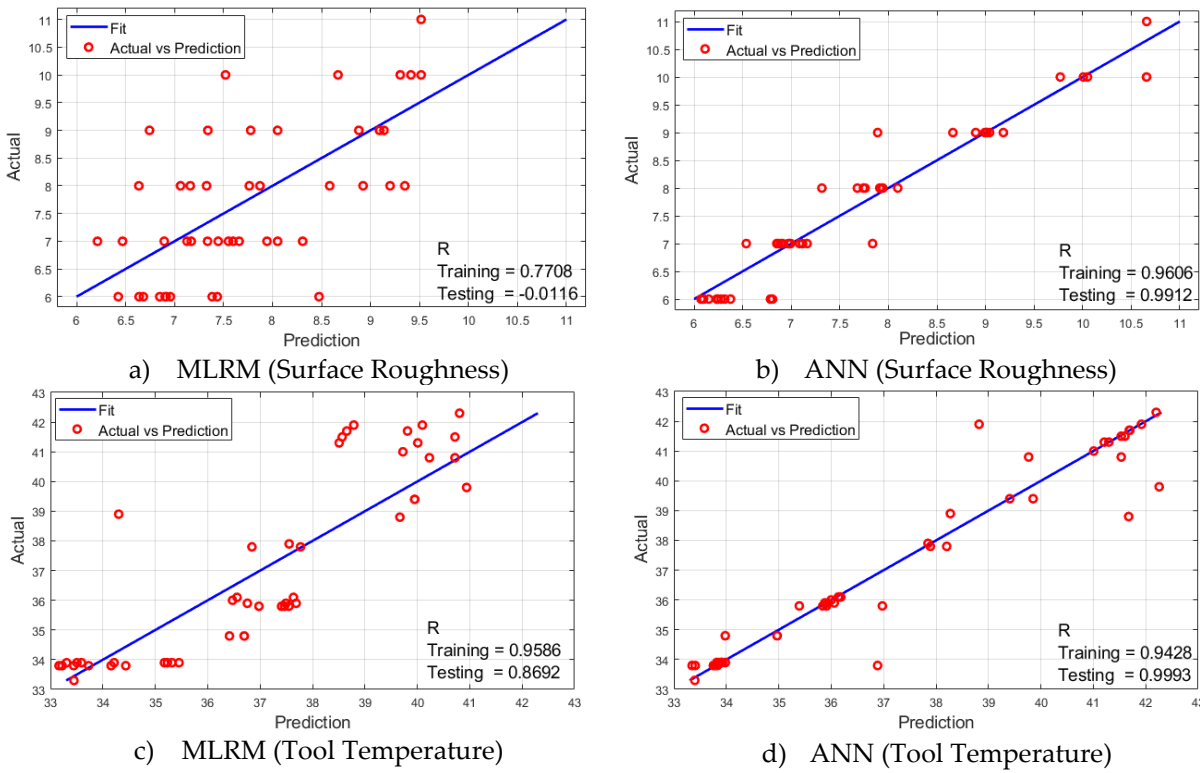 Fit
Actual vs Prediction
11
10.5
10
9.5
9
8.5
8
7.5
7
6.5
6
Actual
R
Training = 0.7708
Testing = -0.0116
6 6.5 7 7.5 8 8.5 9 9.5 10 10.5 11
Prediction
a) MLRM (Surface Roughness)
Fit
Actual vs Prediction
11
10.5
10
9.5
9
8.5
8
7.5
7
6.5
6
Actual
R
Training = 0.9606
Testing = 0.9912
6 6.5 7 7.5 8 8.5 9 9.5 10 10.5 11
Prediction
b) ANN (Surface Roughness)
Fit
Actual vs Prediction
43
42
41
40
39
38
37
36
35
34
33
Actual
R
Training = 0.9586
Testing = 0.8692
33 34 35 36 37 38 39 40 41 42 43
Prediction
c) MLRM (Tool Temperature)
Fit
Actual vs Prediction
43
42
41
40
39
38
37
36
35
34
33
Actual
R
Training = 0.9428
Testing = 0.9993
33 34 35 36 37 38 39 40 41 42 43
Prediction
d) ANN (Tool Temperature)